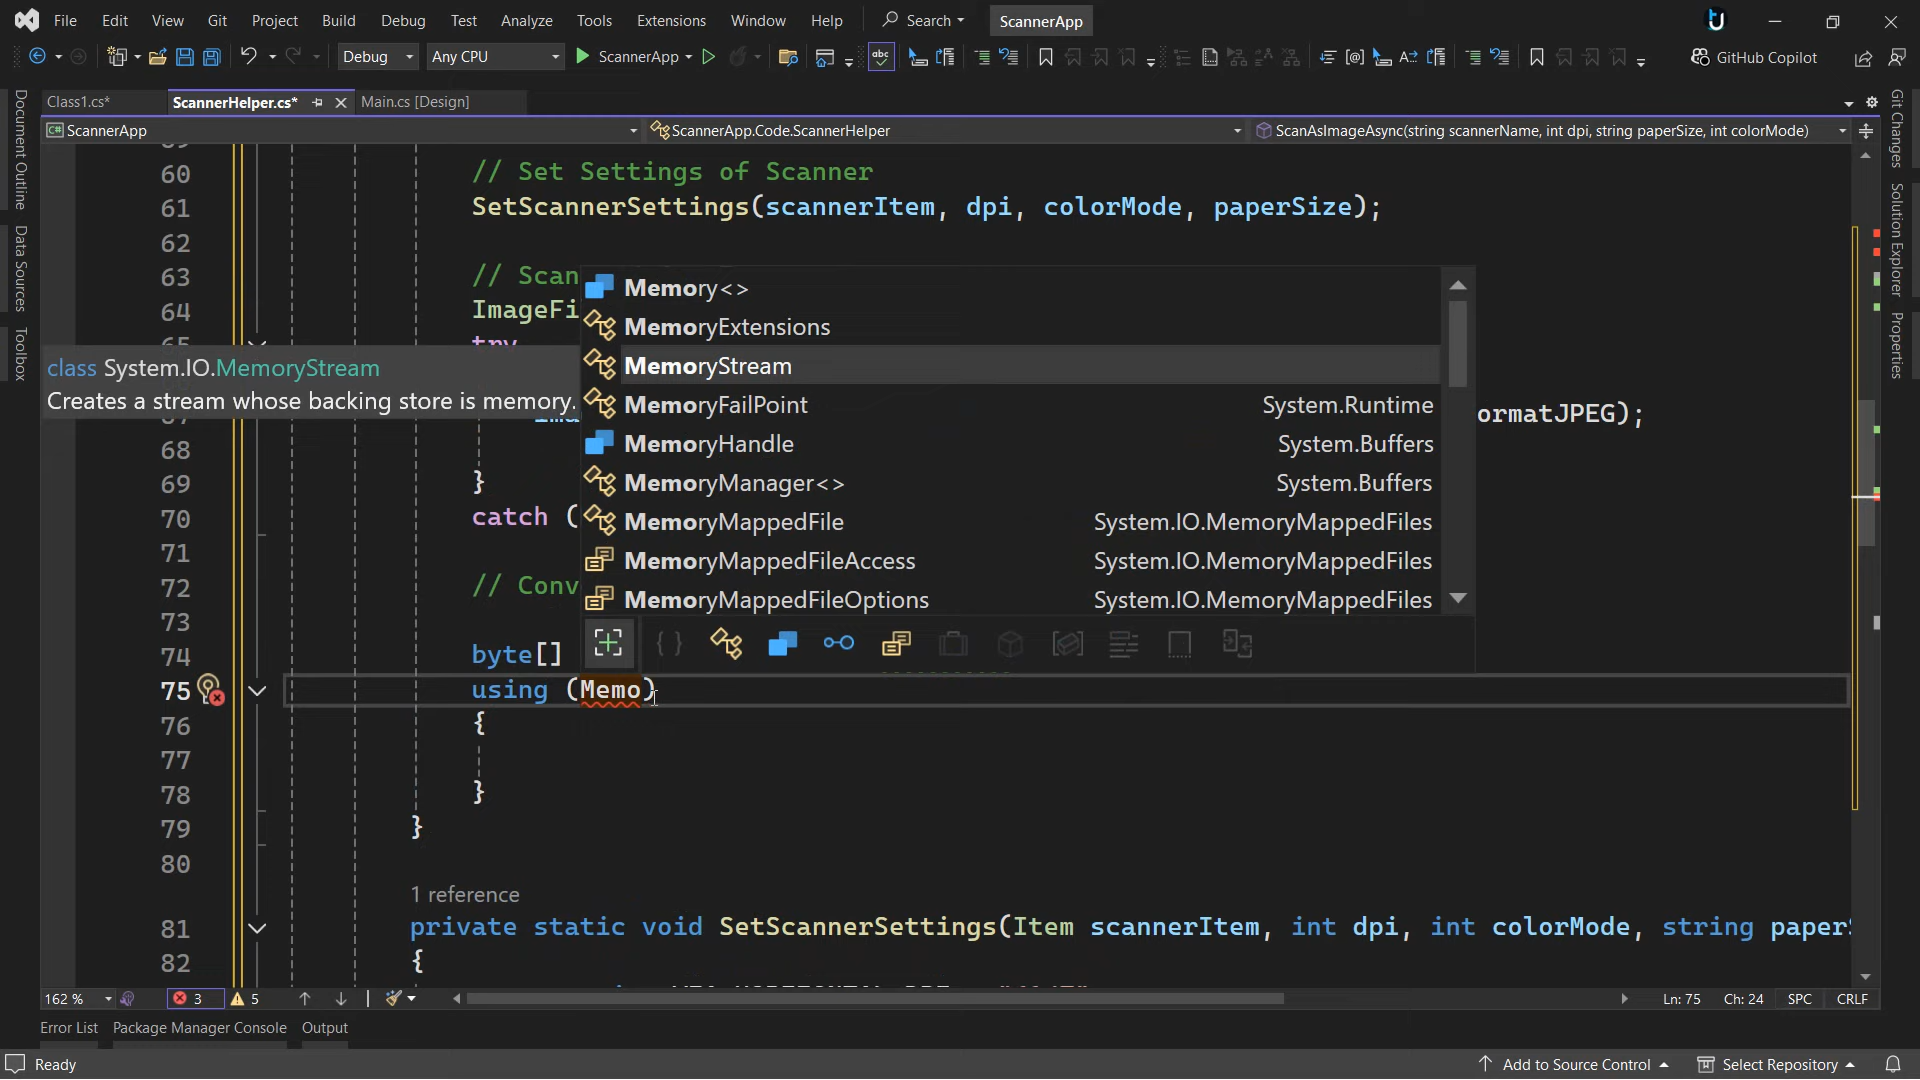 File Edit View Git Project Build Debug Test Analyze Tools Extensions Window Help Search ScannerApp
Debug Any CPU ScannerApp abc GitHub Copilot
Class1.cs* ScannerHelper.cs* Main.cs [Design]
C# ScannerApp ScannerApp.Code.ScannerHelper ScanAsImageAsync(string scannerName, int dpi, string paperSize, int colorMode)
Document Outline
Data Sources
Toolbox
Git Changes
Solution Explorer
Properties
60 // Set Settings of Scanner
61 SetScannerSettings(scannerItem, dpi, colorMode, paperSize);
62
63 // Scan
64 ImageFi
try
ormatJPEG);
68
69 }
70 catch (
71
72 // Conv
73
74 byte[]
75 using (Memo)
76 {
77
78 }
79 }
80
1 reference
81 private static void SetScannerSettings(Item scannerItem, int dpi, int colorMode, string paperS
82 {
Memory<>
MemoryExtensions
MemoryStream
MemoryFailPoint System.Runtime
MemoryHandle System.Buffers
MemoryManager<> System.Buffers
MemoryMappedFile System.IO.MemoryMappedFiles
MemoryMappedFileAccess System.IO.MemoryMappedFiles
MemoryMappedFileOptions System.IO.MemoryMappedFiles
class System.IO.MemoryStream
Creates a stream whose backing store is memory.
162 % 3 5 Ln: 75 Ch: 24 SPC CRLF
Error List Package Manager Console Output
Ready Add to Source Control Select Repository